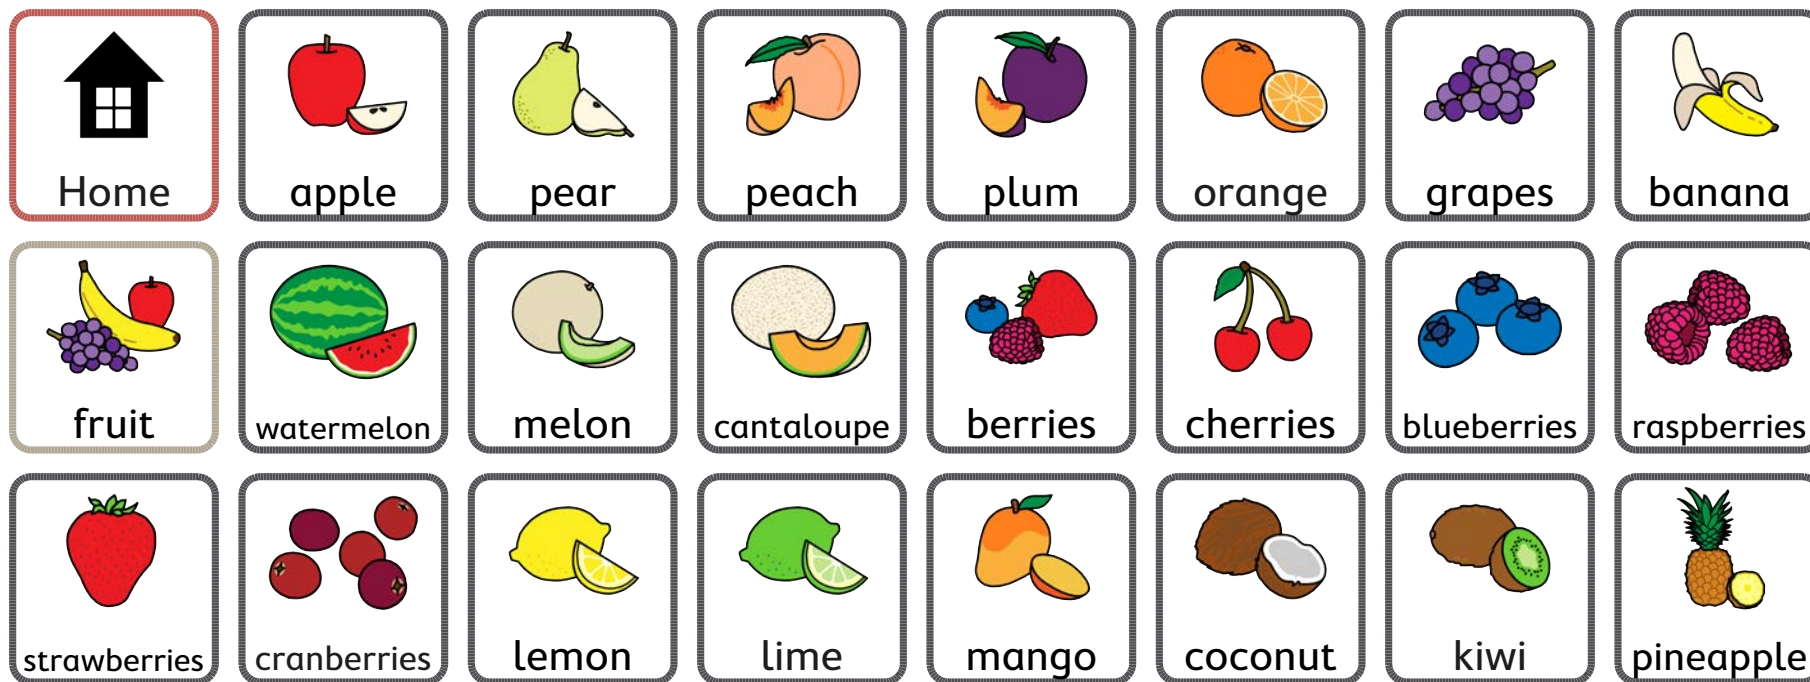 Home apple pear peach plum orange grapes banana
fruit watermelon melon cantaloupe berries cherries blueberries raspberries
strawberries cranberries lemon lime mango coconut kiwi pineapple